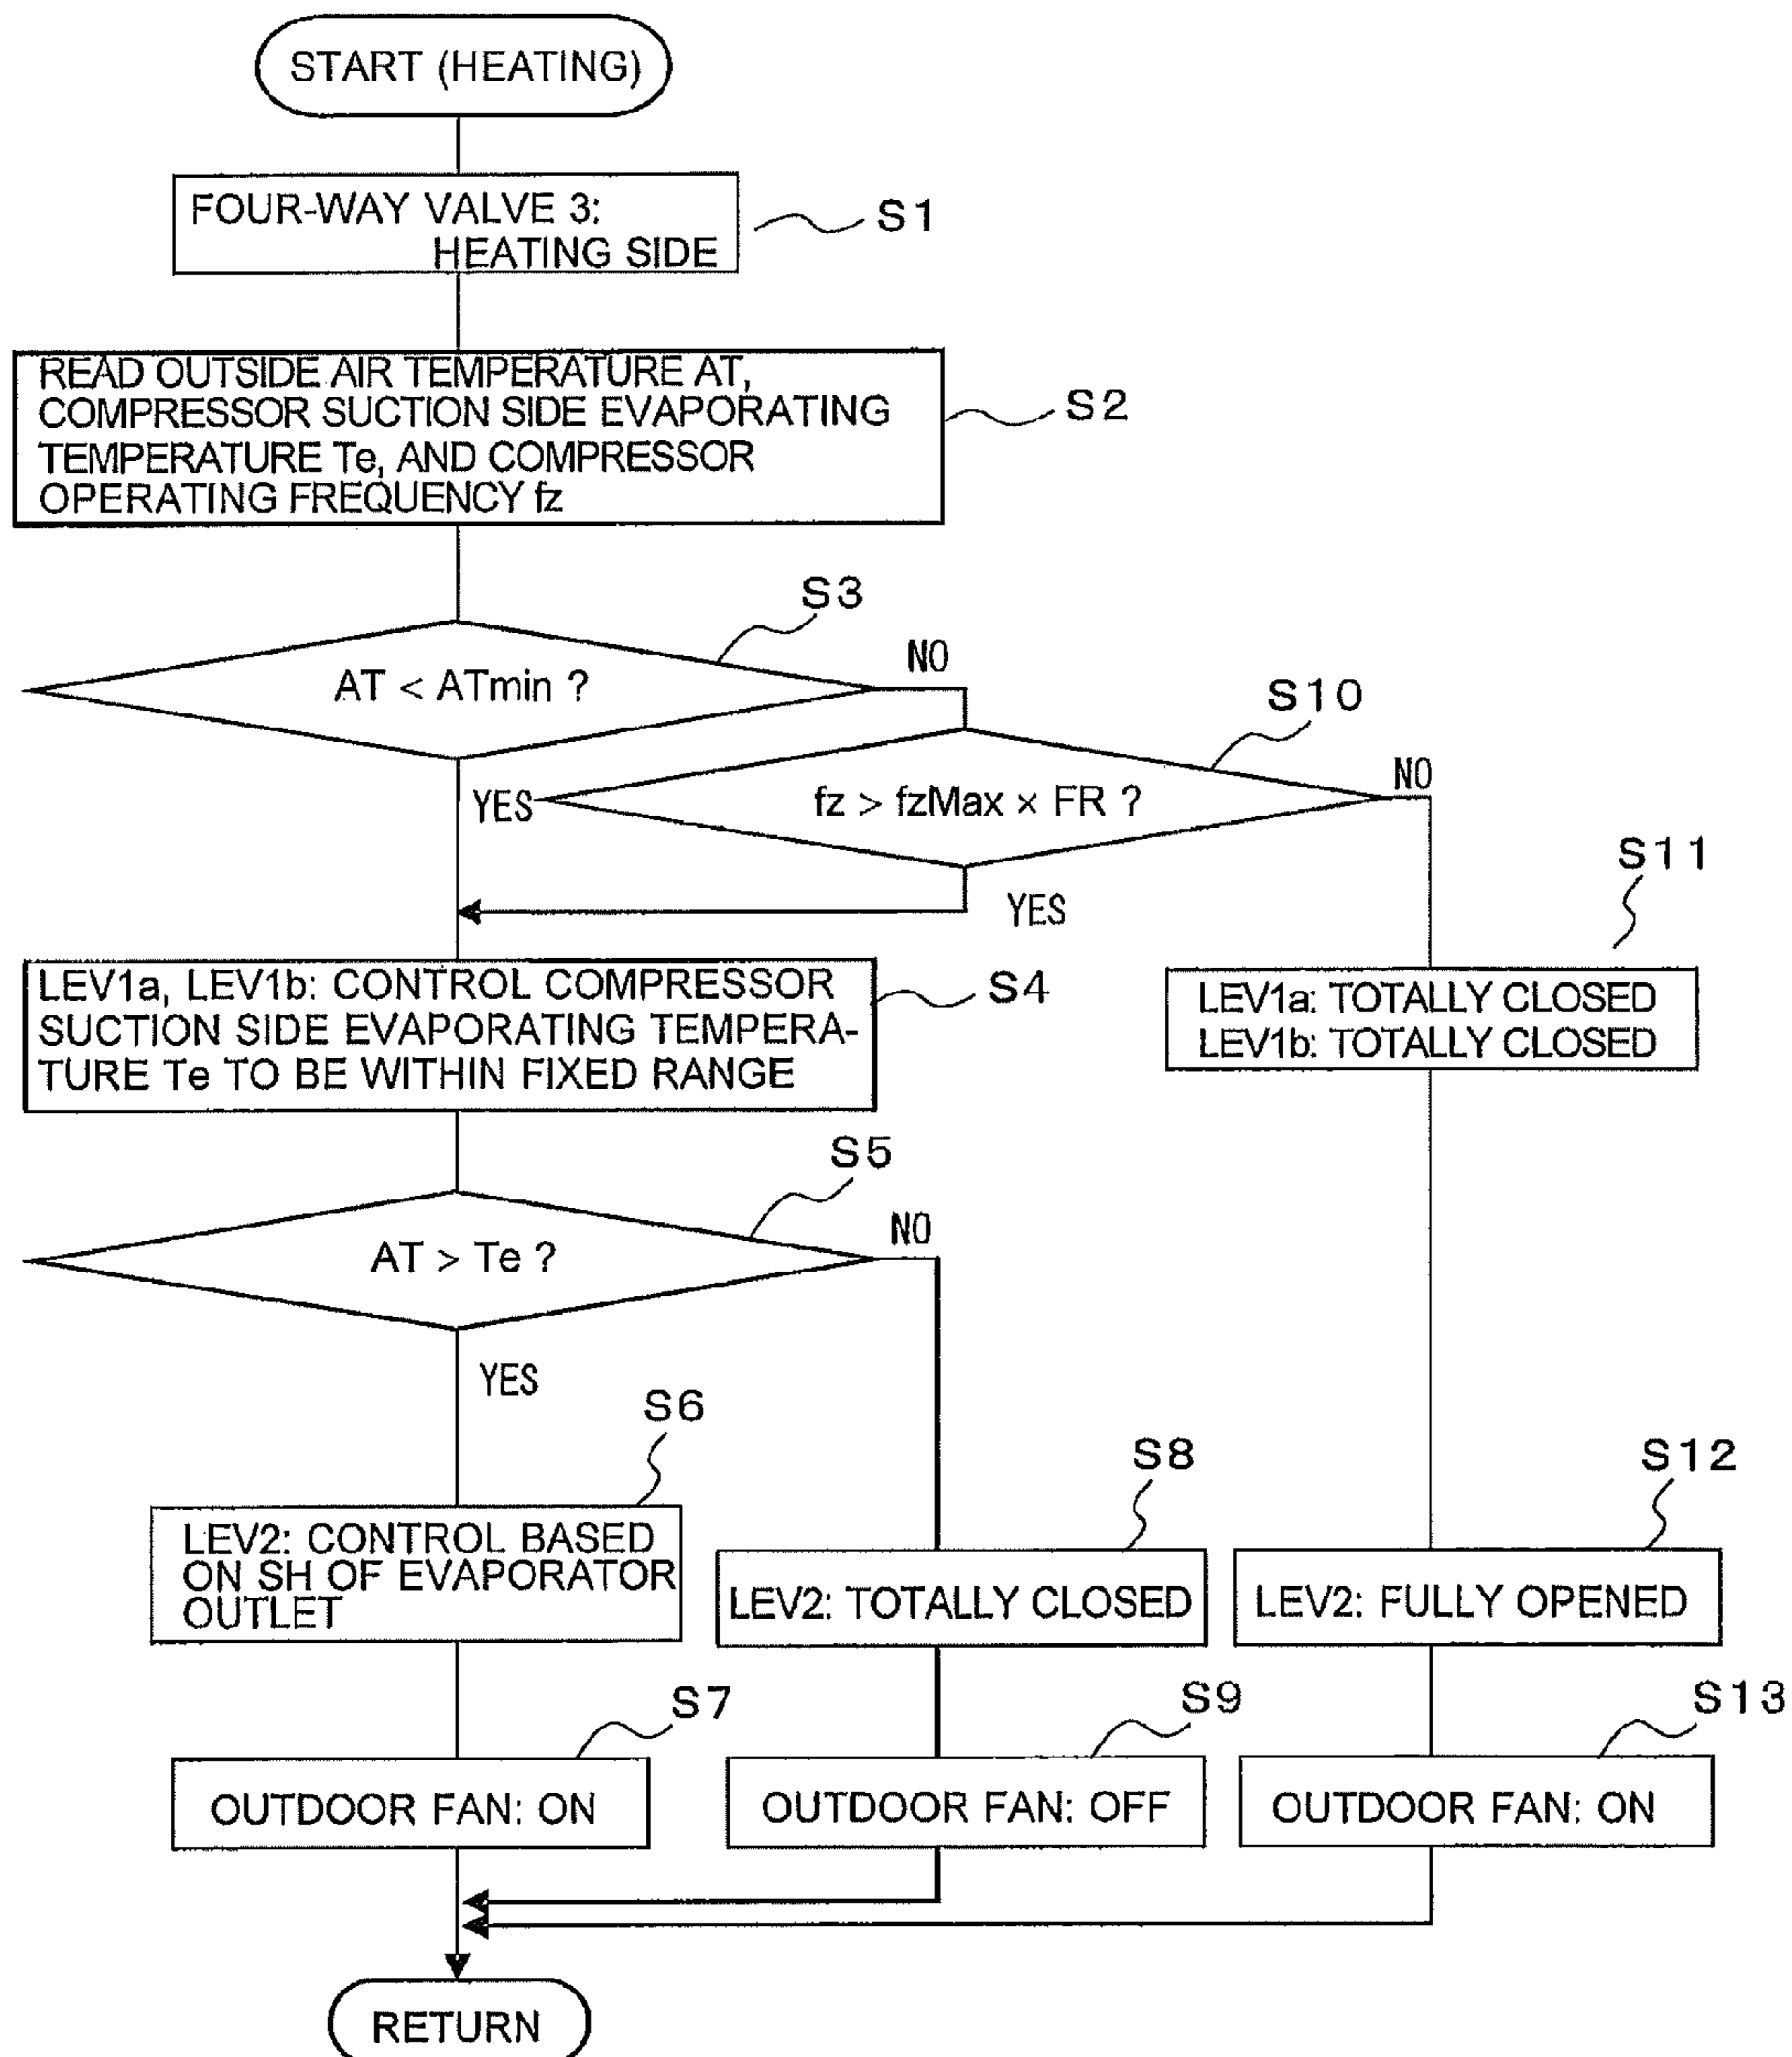 START (HEATING)
FOUR-WAY VALVE 3:
HEATING SIDE
S1
READ OUTSIDE AIR TEMPERATURE AT,
COMPRESSOR SUCTION SIDE EVAPORATING
TEMPERATURE Te, AND COMPRESSOR
OPERATING FREQUENCY fz
S2
S3
AT < ATmin ?
NO
YES
S10
fz > fzMax × FR ?
NO
YES
S11
LEV1a: TOTALLY CLOSED
LEV1b: TOTALLY CLOSED
LEV1a, LEV1b: CONTROL COMPRESSOR
SUCTION SIDE EVAPORATING TEMPERA-
TURE Te TO BE WITHIN FIXED RANGE
S4
S5
AT > Te ?
NO
YES
S6
LEV2: CONTROL BASED
ON SH OF EVAPORATOR
OUTLET
S8
LEV2: TOTALLY CLOSED
S12
LEV2: FULLY OPENED
S7
OUTDOOR FAN: ON
S9
OUTDOOR FAN: OFF
S13
OUTDOOR FAN: ON
RETURN